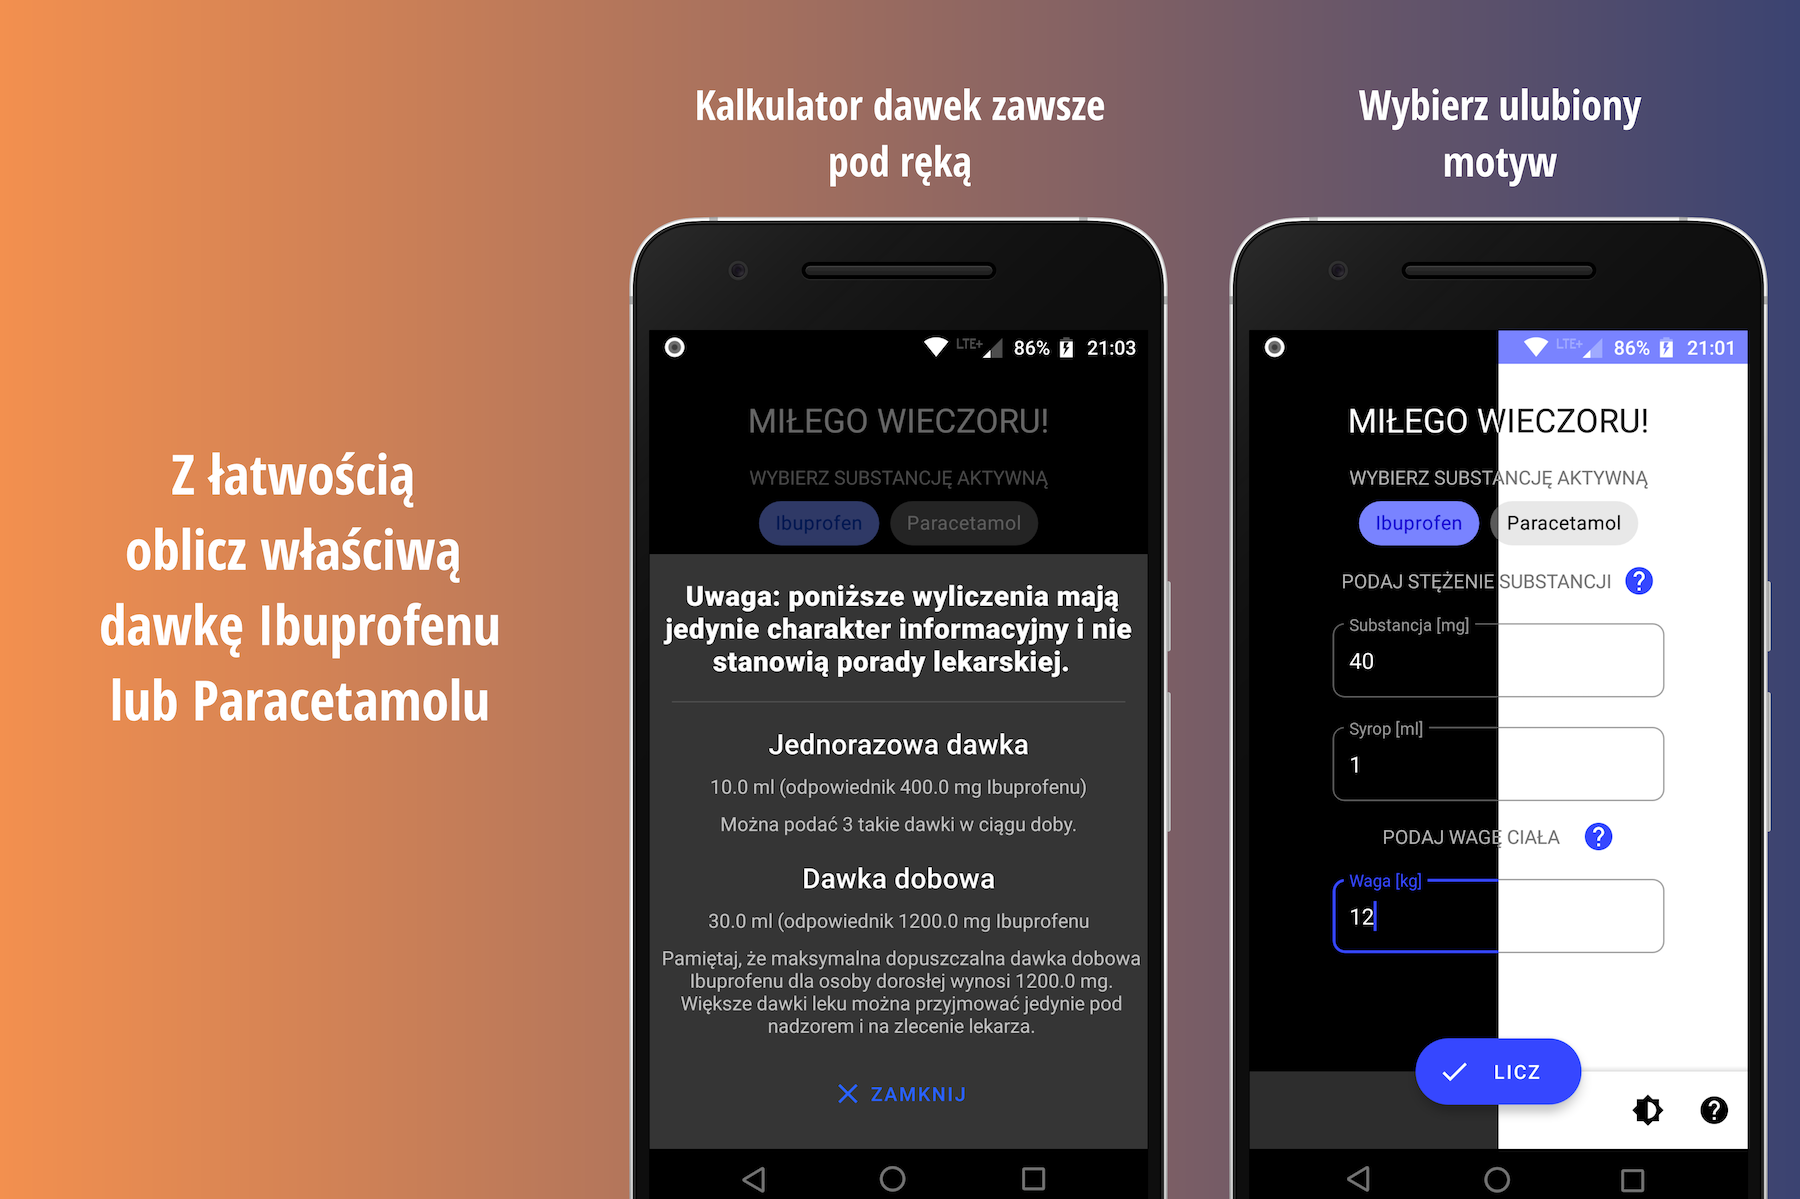 Z łatwością
oblicz właściwą
dawkę Ibuprofenu
lub Paracetamolu
Kalkulator dawek zawsze
pod ręką
LTE+ 86% 21:03
MIŁEGO WIECZORU!
WYBIERZ SUBSTANCJĘ AKTYWNĄ
Ibuprofen Paracetamol
Uwaga: poniższe wyliczenia mają
jedynie charakter informacyjny i nie
stanowią porady lekarskiej.
Jednorazowa dawka
10.0 ml (odpowiednik 400.0 mg Ibuprofenu)
Można podać 3 takie dawki w ciągu doby.
Dawka dobowa
30.0 ml (odpowiednik 1200.0 mg Ibuprofenu
Pamiętaj, że maksymalna dopuszczalna dawka dobowa
Ibuprofenu dla osoby dorosłej wynosi 1200.0 mg.
Większe dawki leku można przyjmować jedynie pod
nadzorem i na zlecenie lekarza.
ZAMKNIJ
Wybierz ulubiony
motyw
LTE+ 86% 21:01
MIŁEGO WIECZORU!
WYBIERZ SUBSTANCJĘ AKTYWNĄ
Ibuprofen Paracetamol
PODAJ STĘŻENIE SUBSTANCJI ?
Substancja [mg]
40
Syrop [ml]
1
PODAJ WAGĘ CIAŁA ?
Waga [kg]
12
LICZ
?